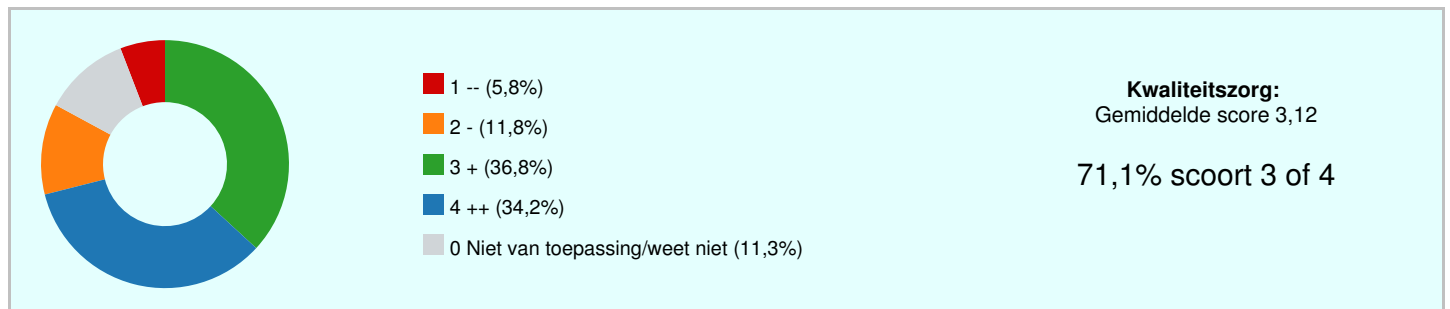 1 -- (5,8%)
2 - (11,8%)
3 + (36,8%)
4 ++ (34,2%)
0 Niet van toepassing/weet niet (11,3%)
Kwaliteitszorg:
Gemiddelde score 3,12
71,1% scoort 3 of 4